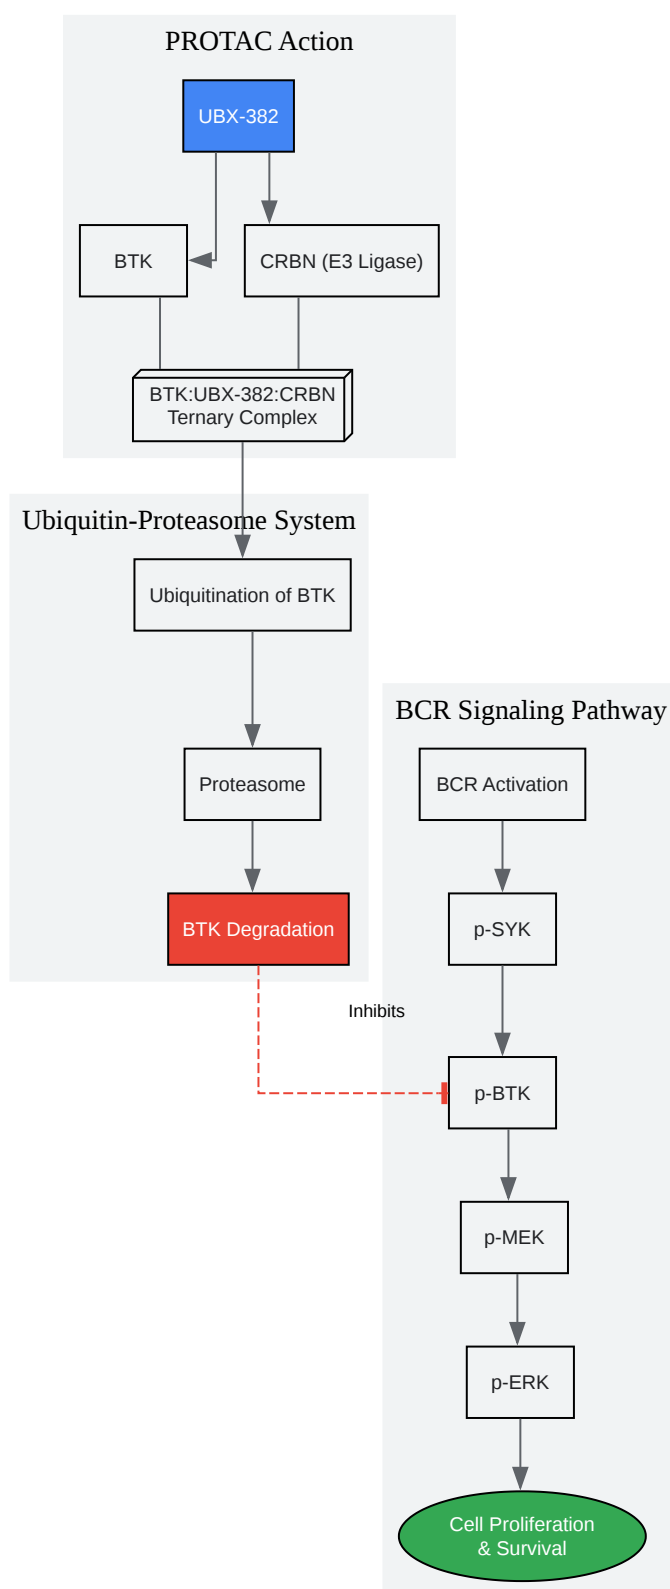 PROTAC Action
UBX-382
BTK
CRBN (E3 Ligase)
BTK:UBX-382:CRBN
Ternary Complex
Ubiquitin-Proteasome System
Ubiquitination of BTK
Proteasome
BTK Degradation
Inhibits
BCR Signaling Pathway
BCR Activation
p-SYK
p-BTK
p-MEK
p-ERK
Cell Proliferation
& Survival